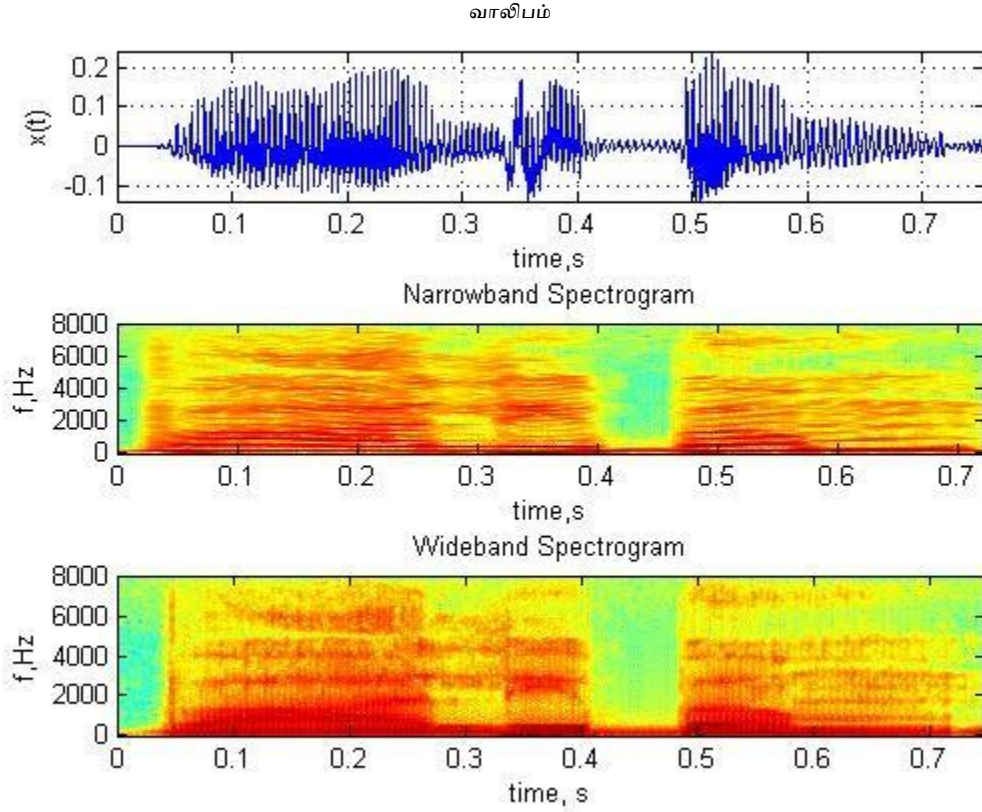 வாலிபம்
0.2
0.1
0
-0.1
x(t)
0 0.1 0.2 0.3 0.4 0.5 0.6 0.7
time,s
Narrowband Spectrogram
8000
6000
4000
2000
0
f,Hz
0 0.1 0.2 0.3 0.4 0.5 0.6 0.7
time,s
Wideband Spectrogram
8000
6000
4000
2000
0
f,Hz
0 0.1 0.2 0.3 0.4 0.5 0.6 0.7
time, s